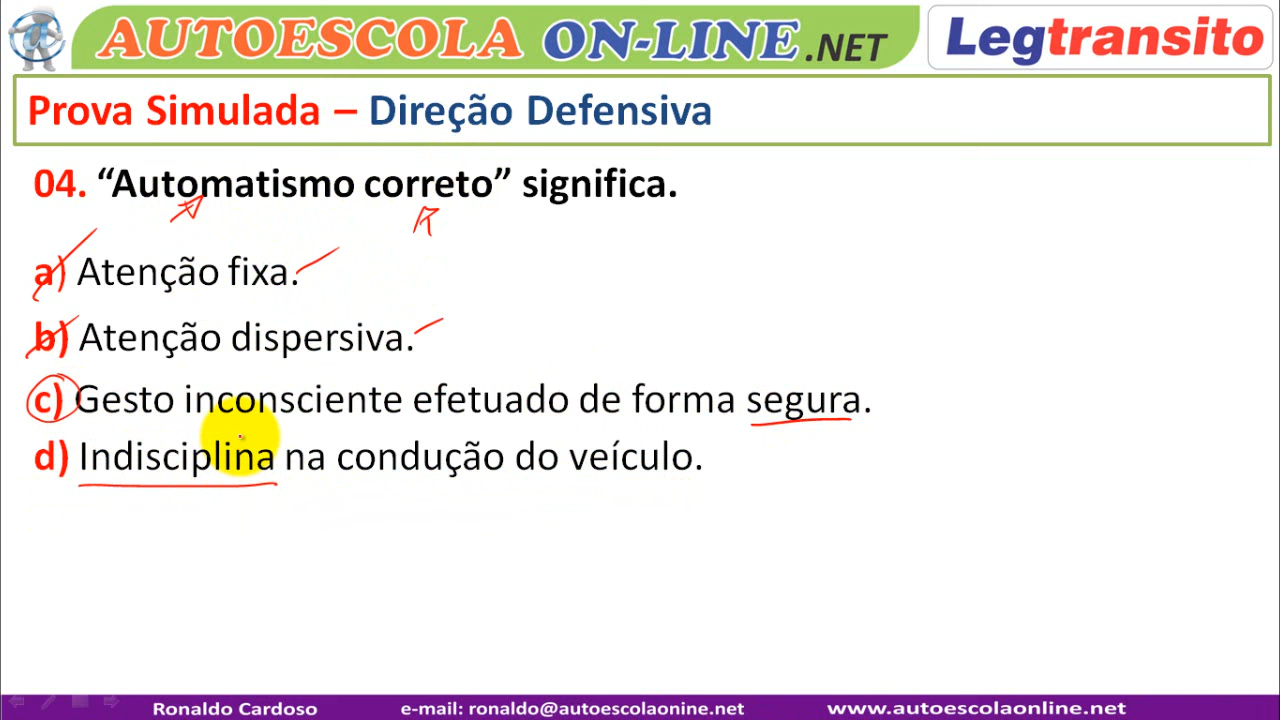 AUTOESCOLA ON-LINE.NET
Legtransito
Prova Simulada – Direção Defensiva
04. “Automatismo correto” significa.
a) Atenção fixa.
b) Atenção dispersiva.
c) Gesto inconsciente efetuado de forma segura.
d) Indisciplina na condução do veículo.
Ronaldo Cardoso e-mail: ronaldo@autoescolaonine.net www.autoescolaonline.net